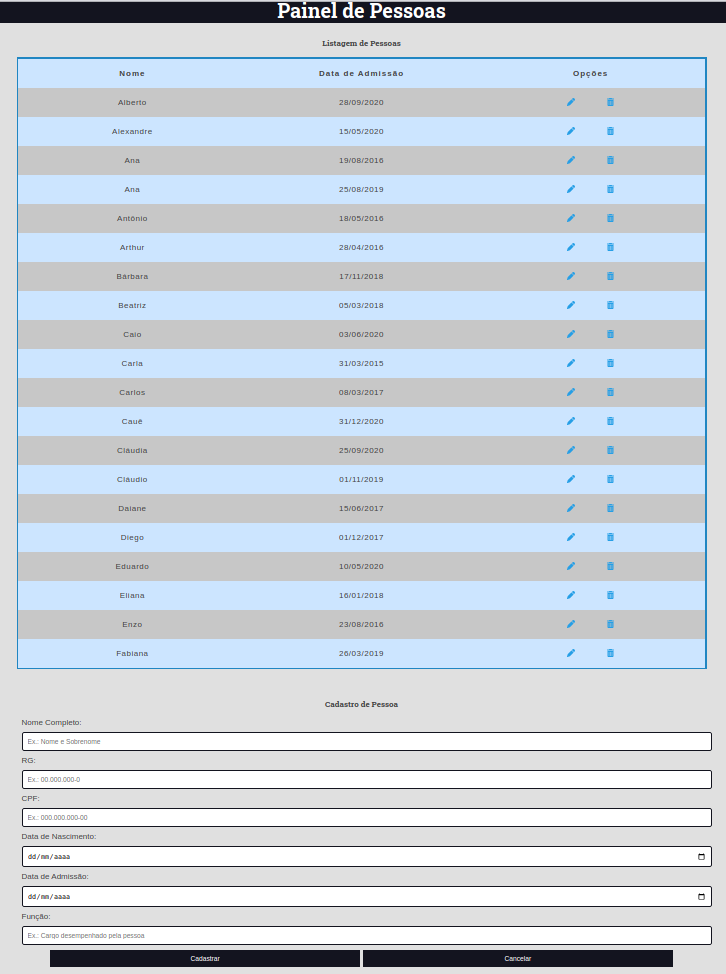 Painel de Pessoas
Listagem de Pessoas
Nome Data de Admissão Opções
Alberto 28/09/2020
Alexandre 15/05/2020
Ana 19/08/2016
Ana 25/08/2019
Antônio 18/05/2016
Arthur 28/04/2016
Bárbara 17/11/2018
Beatriz 05/03/2018
Caio 03/06/2020
Carla 31/03/2015
Carlos 08/03/2017
Cauê 31/12/2020
Cláudia 25/09/2020
Cláudio 01/11/2019
Daiane 15/06/2017
Diego 01/12/2017
Eduardo 10/05/2020
Eliana 16/01/2018
Enzo 23/08/2016
Fabiana 26/03/2019
Cadastro de Pessoa
Nome Completo:
Ex.: Nome e Sobrenome
RG:
Ex.: 00.000.000-0
CPF:
Ex.: 000.000.000-00
Data de Nascimento:
dd/mm/aaaa
Data de Admissão:
dd/mm/aaaa
Função:
Ex.: Cargo desempenhado pela pessoa
Cadastrar Cancelar